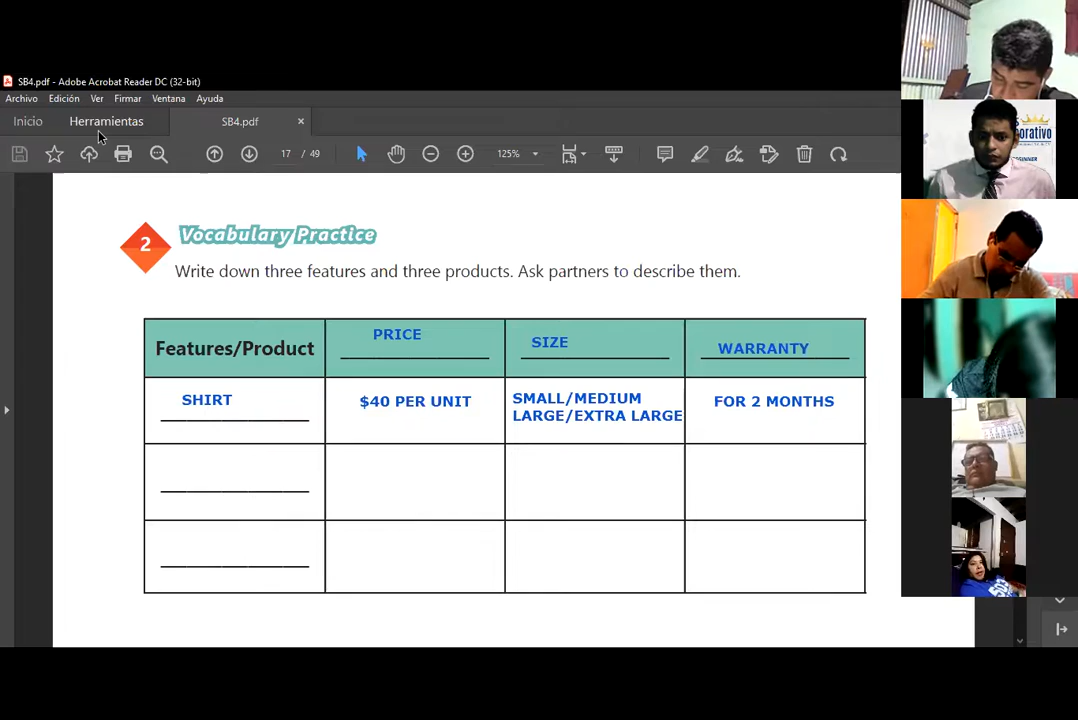 SB4.pdf - Adobe Acrobat Reader DC (32-bit)
Archivo Edición Ver Firmar Ventana Ayuda
Inicio Herramientas SB4.pdf ×
17 / 49 125%
2 Vocabulary Practice
Write down three features and three products. Ask partners to describe them.
Features/Product PRICE SIZE WARRANTY
SHIRT $40 PER UNIT SMALL/MEDIUM FOR 2 MONTHS
LARGE/EXTRA LARGE